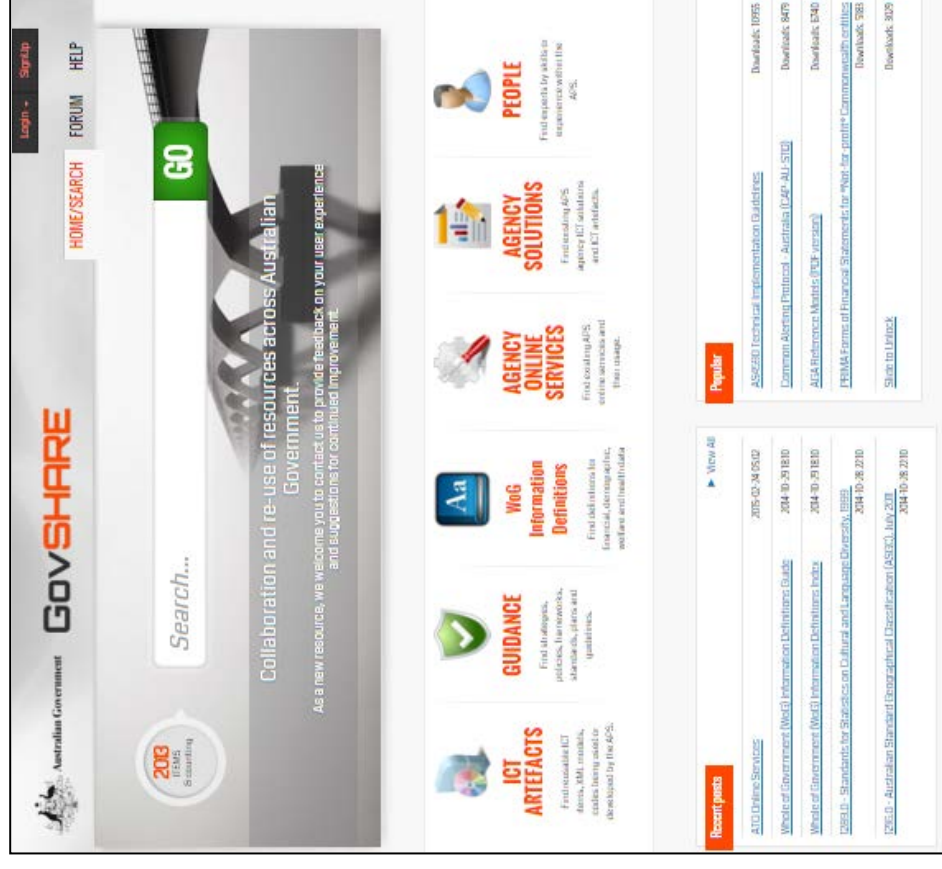 Login SignUp
Australian Government
GovSHARE
HOME/SEARCH FORUM HELP
2013
ITEMS
& counting
Search...
GO
Collaboration and re-use of resources across Australian
Government.
As a new resource, we welcome you to contact us to provide feedback on your user experience
and suggestions for continued improvement.
ICT
ARTEFACTS
Find reusable ICT
items, XML models,
codes being used or
developed by the APS.
GUIDANCE
Find strategies,
policies, frameworks,
standards, plans and
guidelines.
WoG
Information
Definitions
Find definitions for
financial, demographic,
welfare and health data
AGENCY
ONLINE
SERVICES
Find existing APS
online services and
their usage.
AGENCY
SOLUTIONS
Find existing APS
agency ICT solutions
and ICT artefacts.
PEOPLE
Find experts by skills or
experience within the
APS.
Recent posts
► View All
ATO Online Services 2015-02-24 05:02
Whole of Government (WoG) Information Definitions Guide 2014-10-29 18:10
Whole of Government (WoG) Information Definitions Index 2014-10-29 18:10
1289.0 - Standards for Statistics on Cultural and Language Diversity, 1999
2014-10-28 22:10
1216.0 - Australian Standard Geographical Classification (ASGC), July 2011
2014-10-28 22:10
Popular
ASEDIO Technical Implementation Guidelines Downloads: 10955
Common Alerting Protocol - Australia (CAP-AU-STD) Downloads: 8479
AGA Reference Models (PDF version) Downloads: 6740
PRIMA Forms of Financial Statements for "Not-for-profit" Commonwealth entities
Downloads: 5183
Slide to Unlock Downloads: 3029